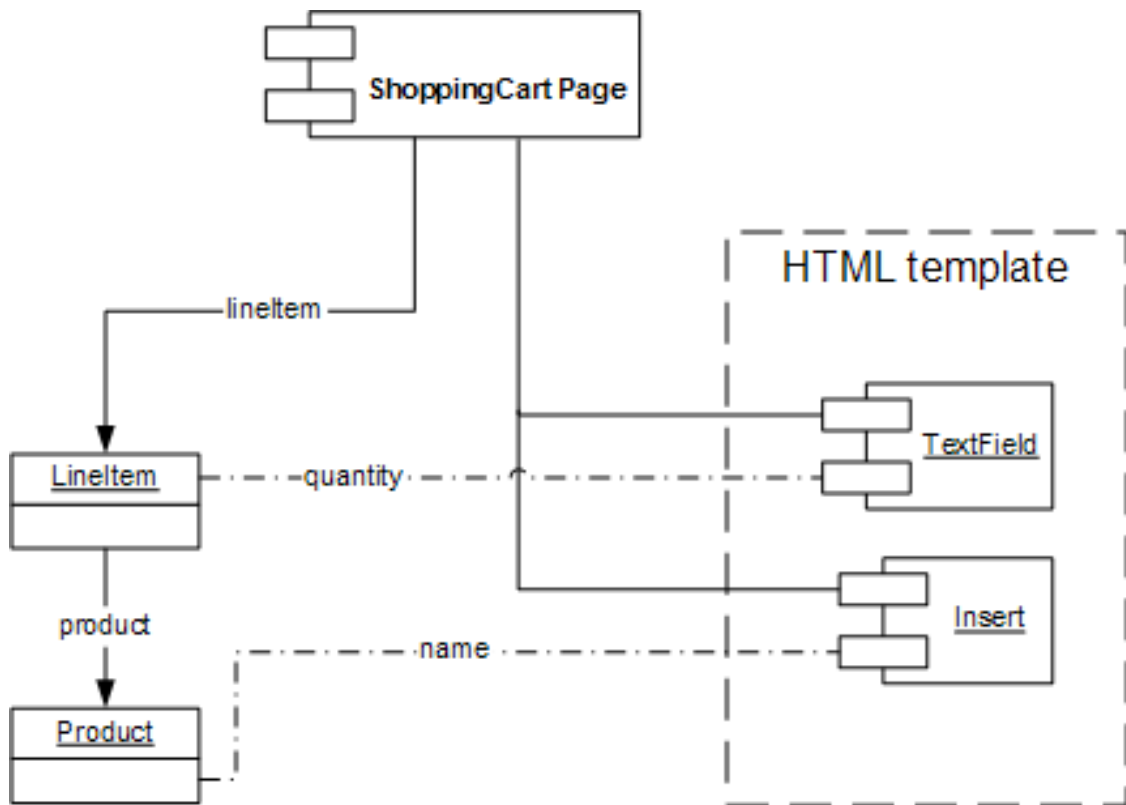 ShoppingCart Page
HTML template
lineItem
TextField
LineItem
quantity
Insert
product
name
Product